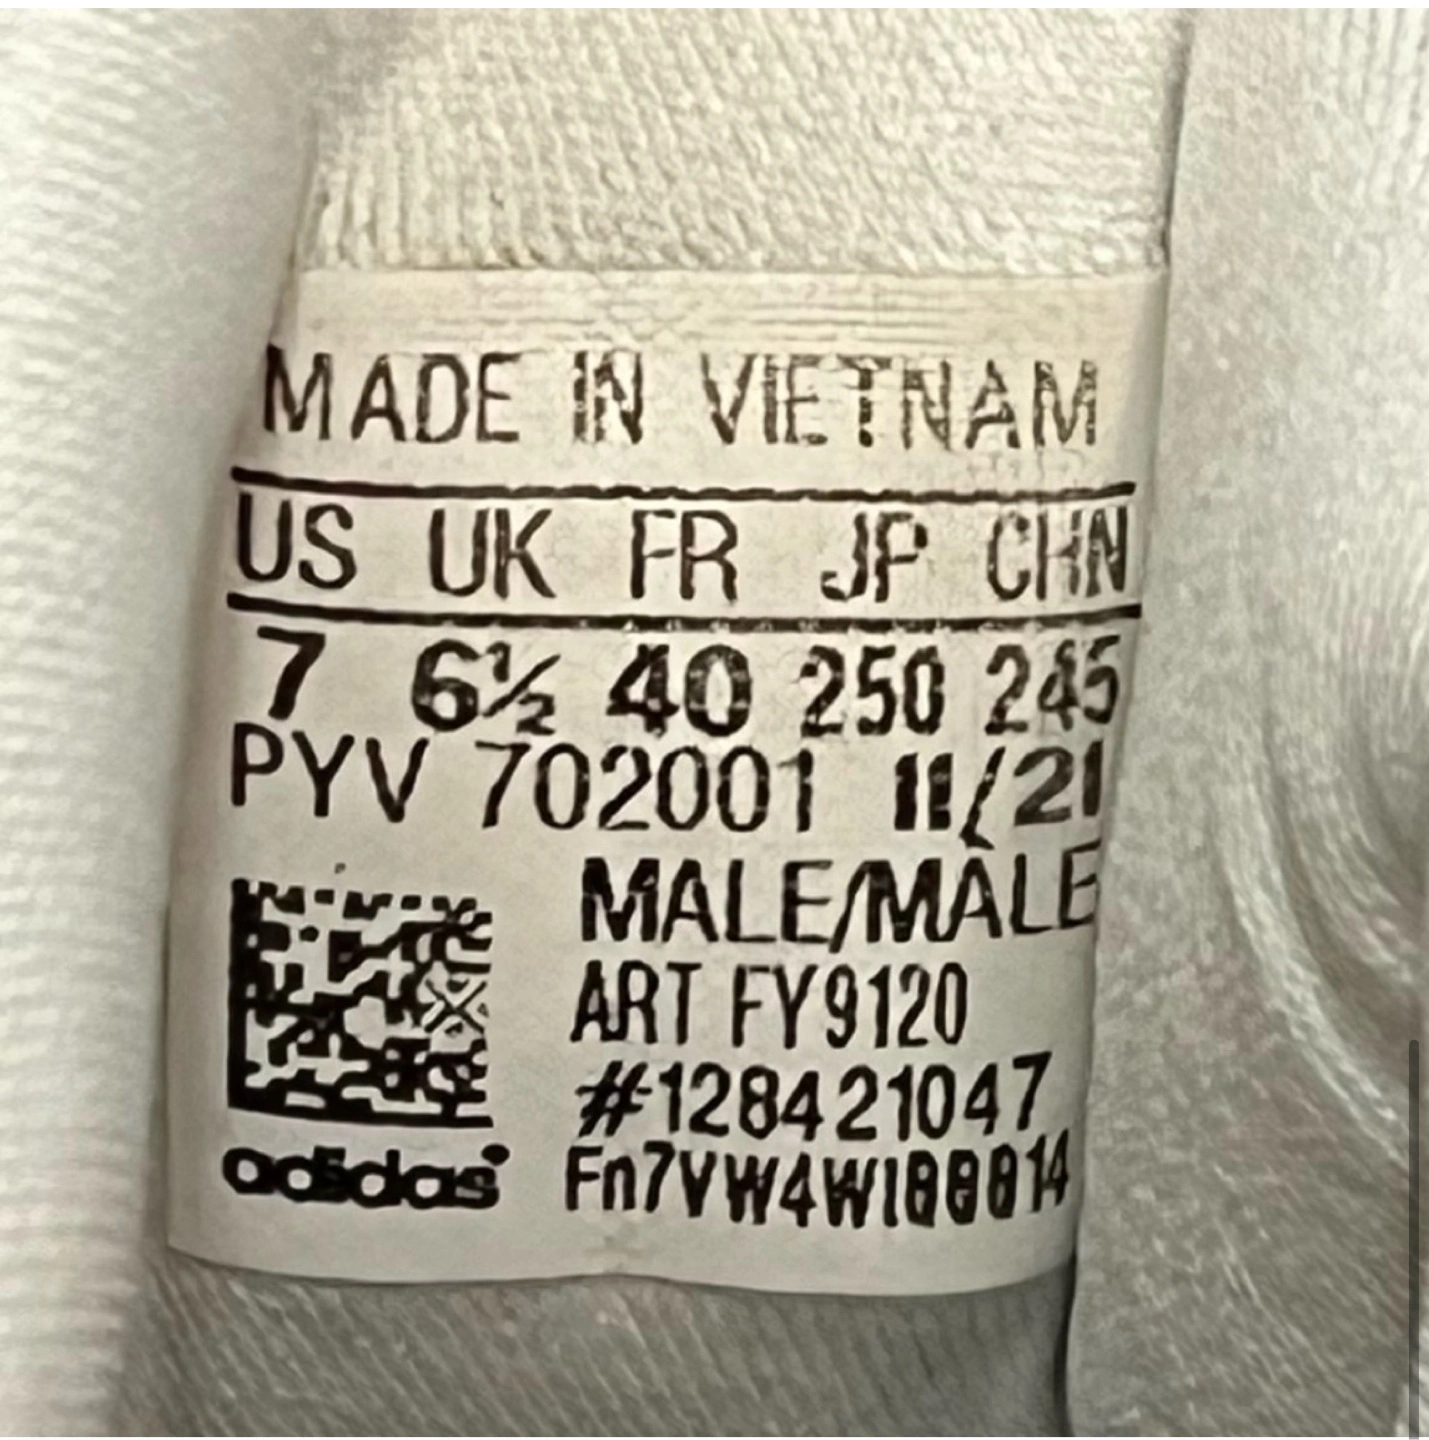 MADE IN VIETNAM
US UK FR JP CHN
7 6½ 40 250 245
PYV 702001 11/21
MALE/MÂLE
ART FY9120
#128421047
adidas